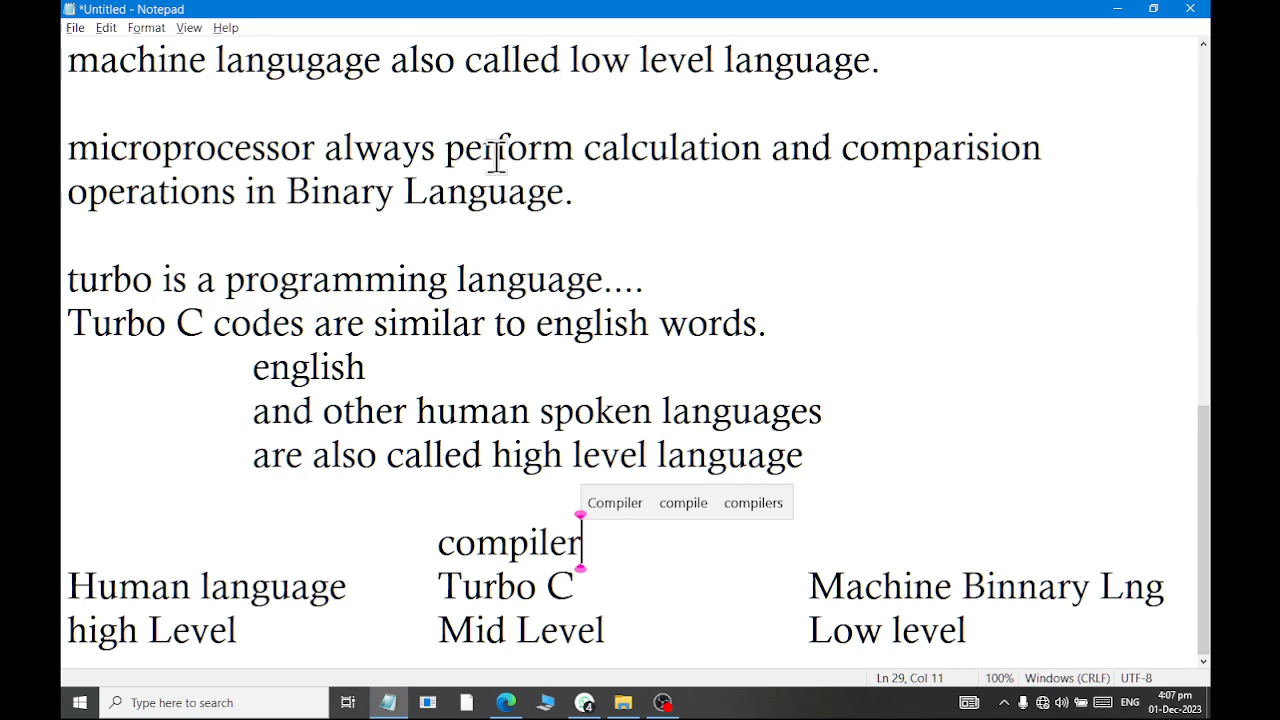 *Untitled - Notepad
File Edit Format View Help
machine langugage also called low level language.
microprocessor always perform calculation and comparision
operations in Binary Language.
turbo is a programming language....
Turbo C codes are similar to english words.
english
and other human spoken languages
are also called high level language
Compiler compile compilers
compiler
Human language Turbo C Machine Binnary Lng
high Level Mid Level Low level
Ln 29, Col 11 100% Windows (CRLF) UTF-8
Type here to search
4
ENG
4:07 pm
01-Dec-2023